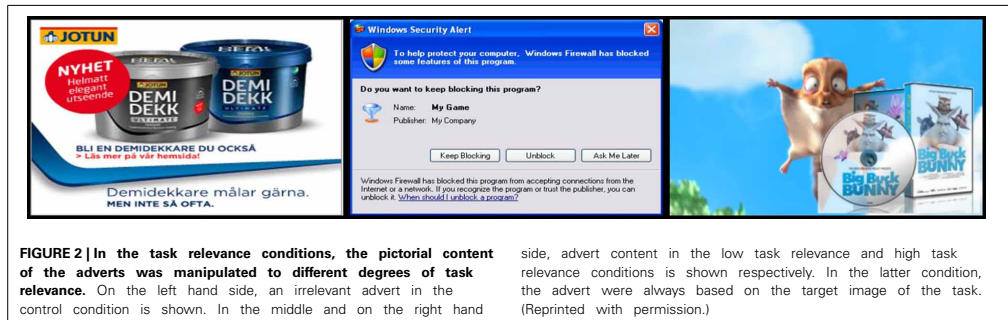 JOTUN
NYHET
Helmatt
elegant
utseende
DEMI
DEKK
ULTIMATE
DEMI
DEKK
ULTIMATE
BLI EN DEMIDEKKARE DU OCKSÅ
> Läs mer på vår hemsida!
Demidekkare målar gärna.
MEN INTE SÅ OFTA.
Windows Security Alert
To help protect your computer, Windows Firewall has blocked
some features of this program.
Do you want to keep blocking this program?
Name: My Game
Publisher: My Company
Keep Blocking Unblock Ask Me Later
Windows Firewall has blocked this program from accepting connections from the
Internet or a network. If you recognize the program or trust the publisher, you can
unblock it. When should I unblock a program?
Big Buck
BUNNY
Big Buck
BUNNY
FIGURE 2 | In the task relevance conditions, the pictorial content
of the adverts was manipulated to different degrees of task
relevance. On the left hand side, an irrelevant advert in the
control condition is shown. In the middle and on the right hand
side, advert content in the low task relevance and high task
relevance conditions is shown respectively. In the latter condition,
the advert were always based on the target image of the task.
(Reprinted with permission.)